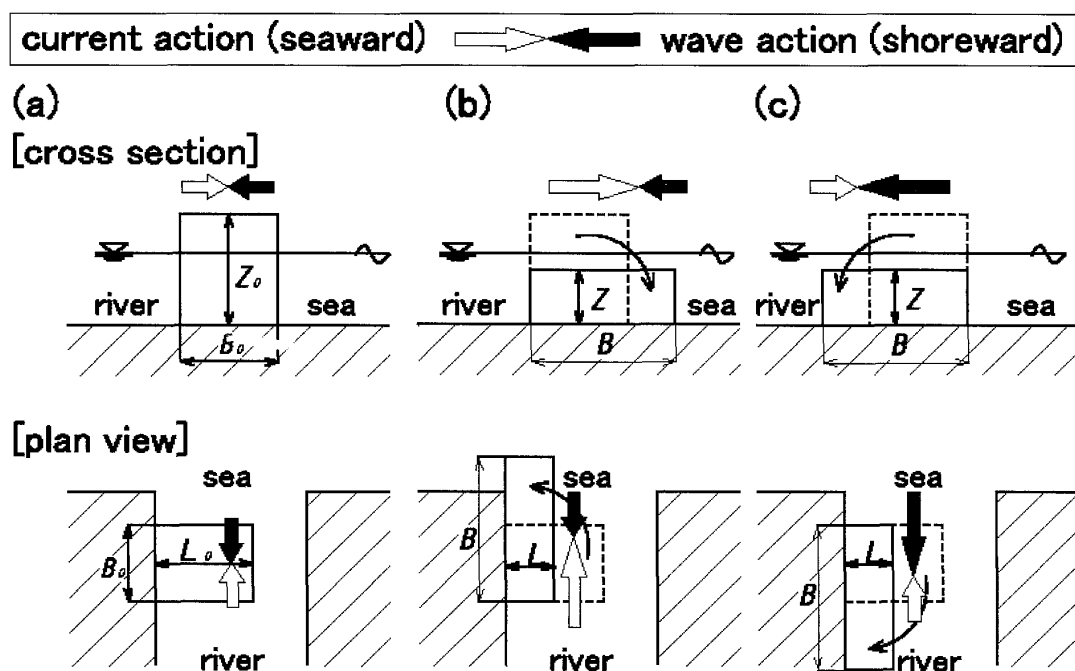 current action (seaward) wave action (shoreward)
(a) (b) (c)
[cross section]
Z₀ Z Z
river sea river sea river sea
B₀ B B
[plan view]
sea sea sea
B₀ L₀ B L B L
river river river